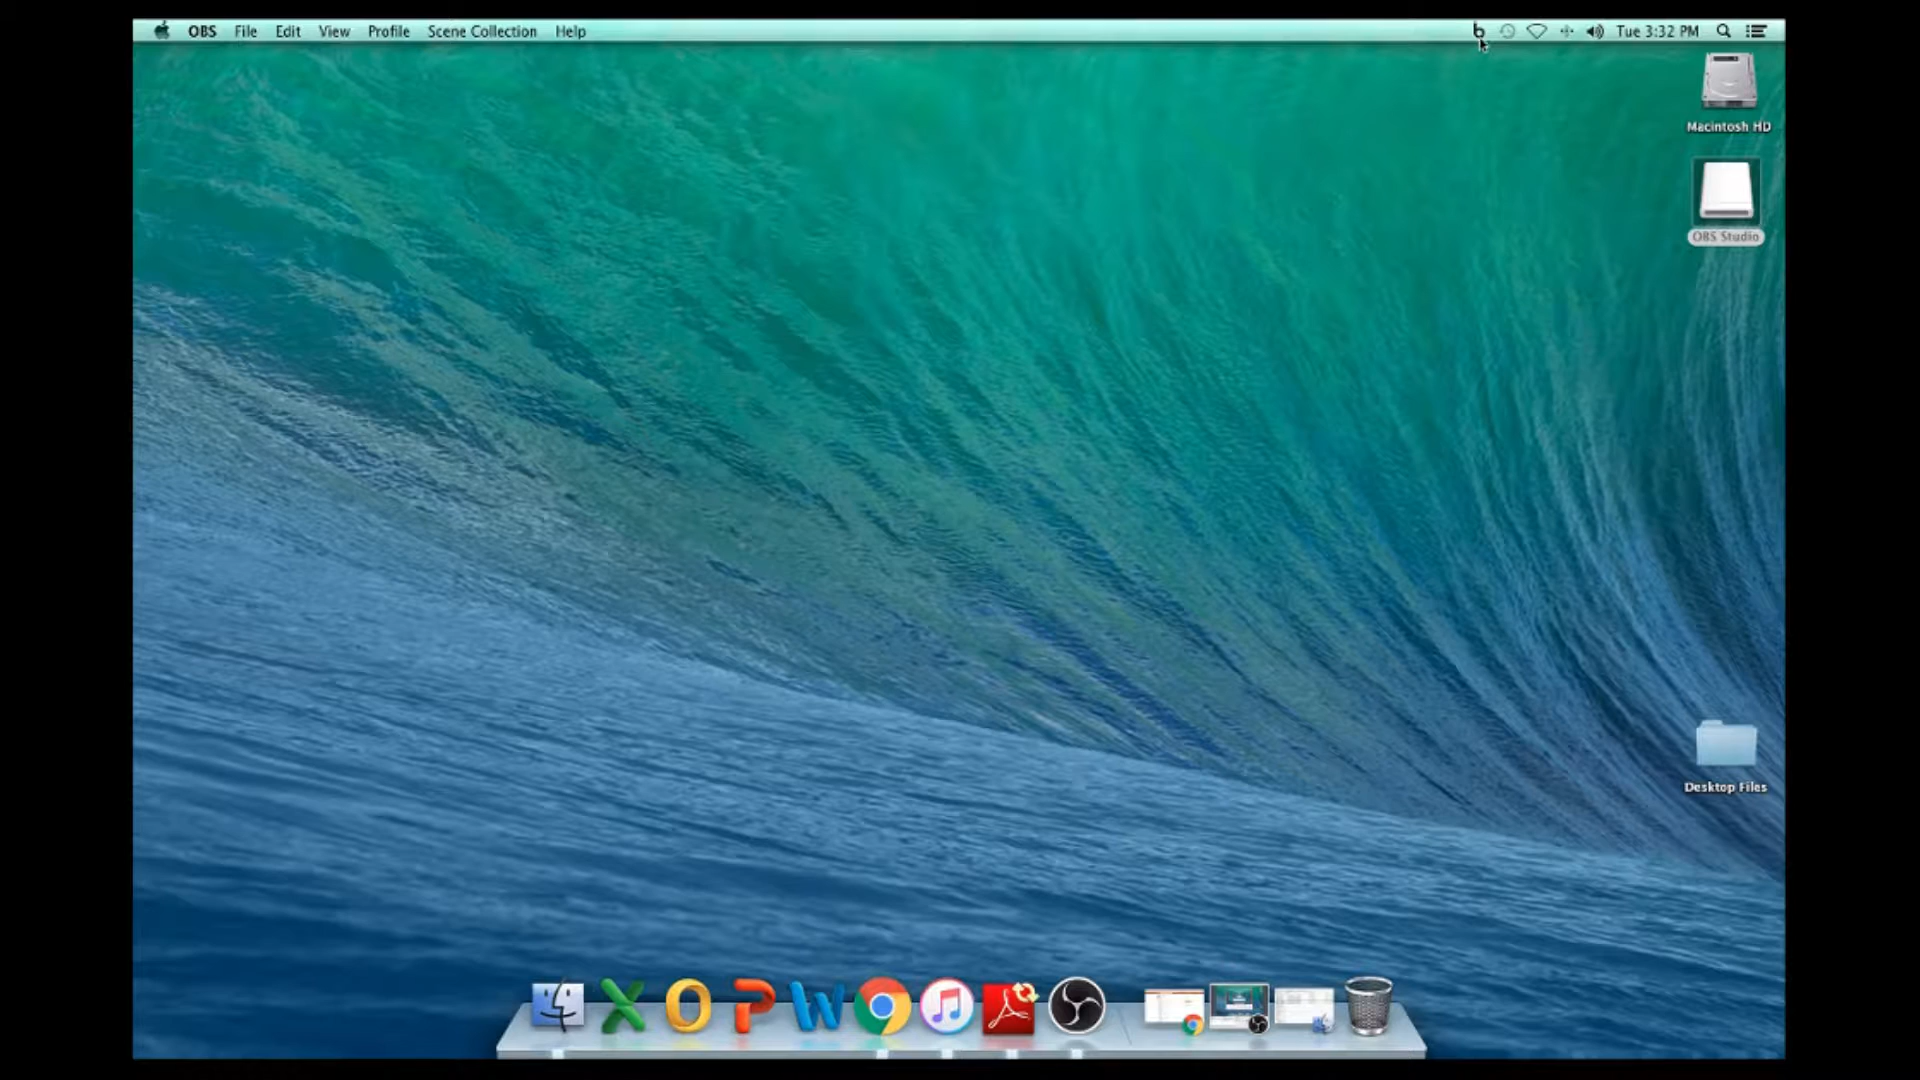 OBS File Edit View Profile Scene Collection Help b Tue 3:32 PM
Macintosh HD
OBS Studio
Desktop Files
X O P W